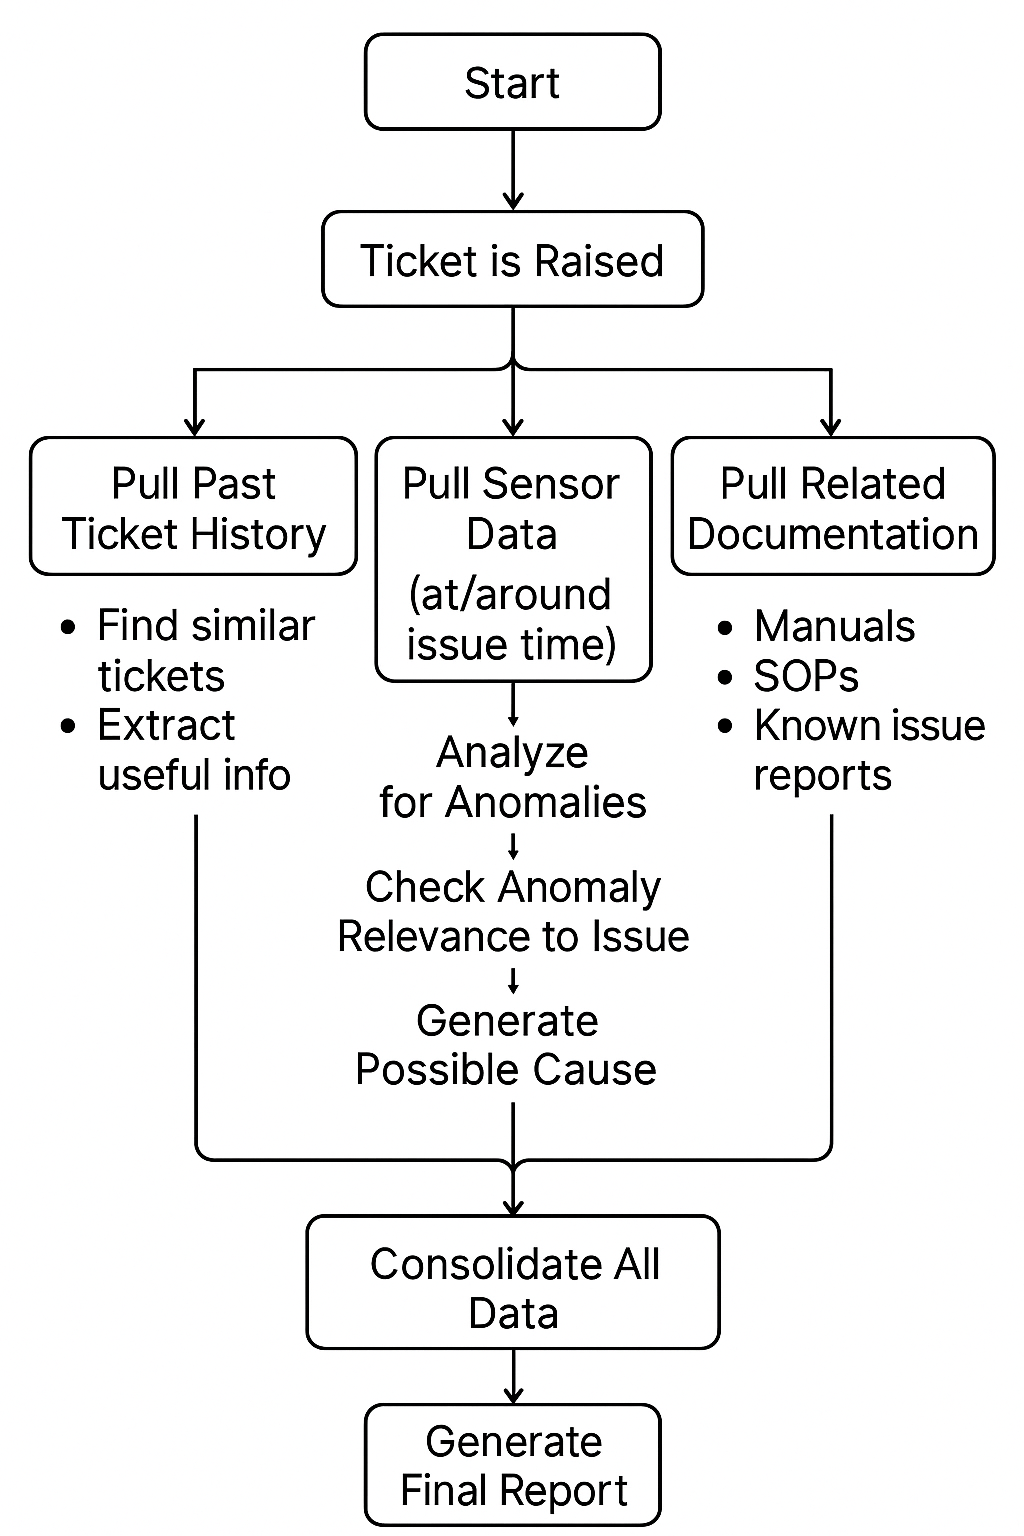 Start
Ticket is Raised
Pull Past
Ticket History
• Find similar
tickets
• Extract
useful info
Pull Sensor
Data
(at/around
issue time)
Analyze
for Anomalies
Check Anomaly
Relevance to Issue
Generate
Possible Cause
Pull Related
Documentation
• Manuals
• SOPs
• Known issue
reports
Consolidate All
Data
Generate
Final Report